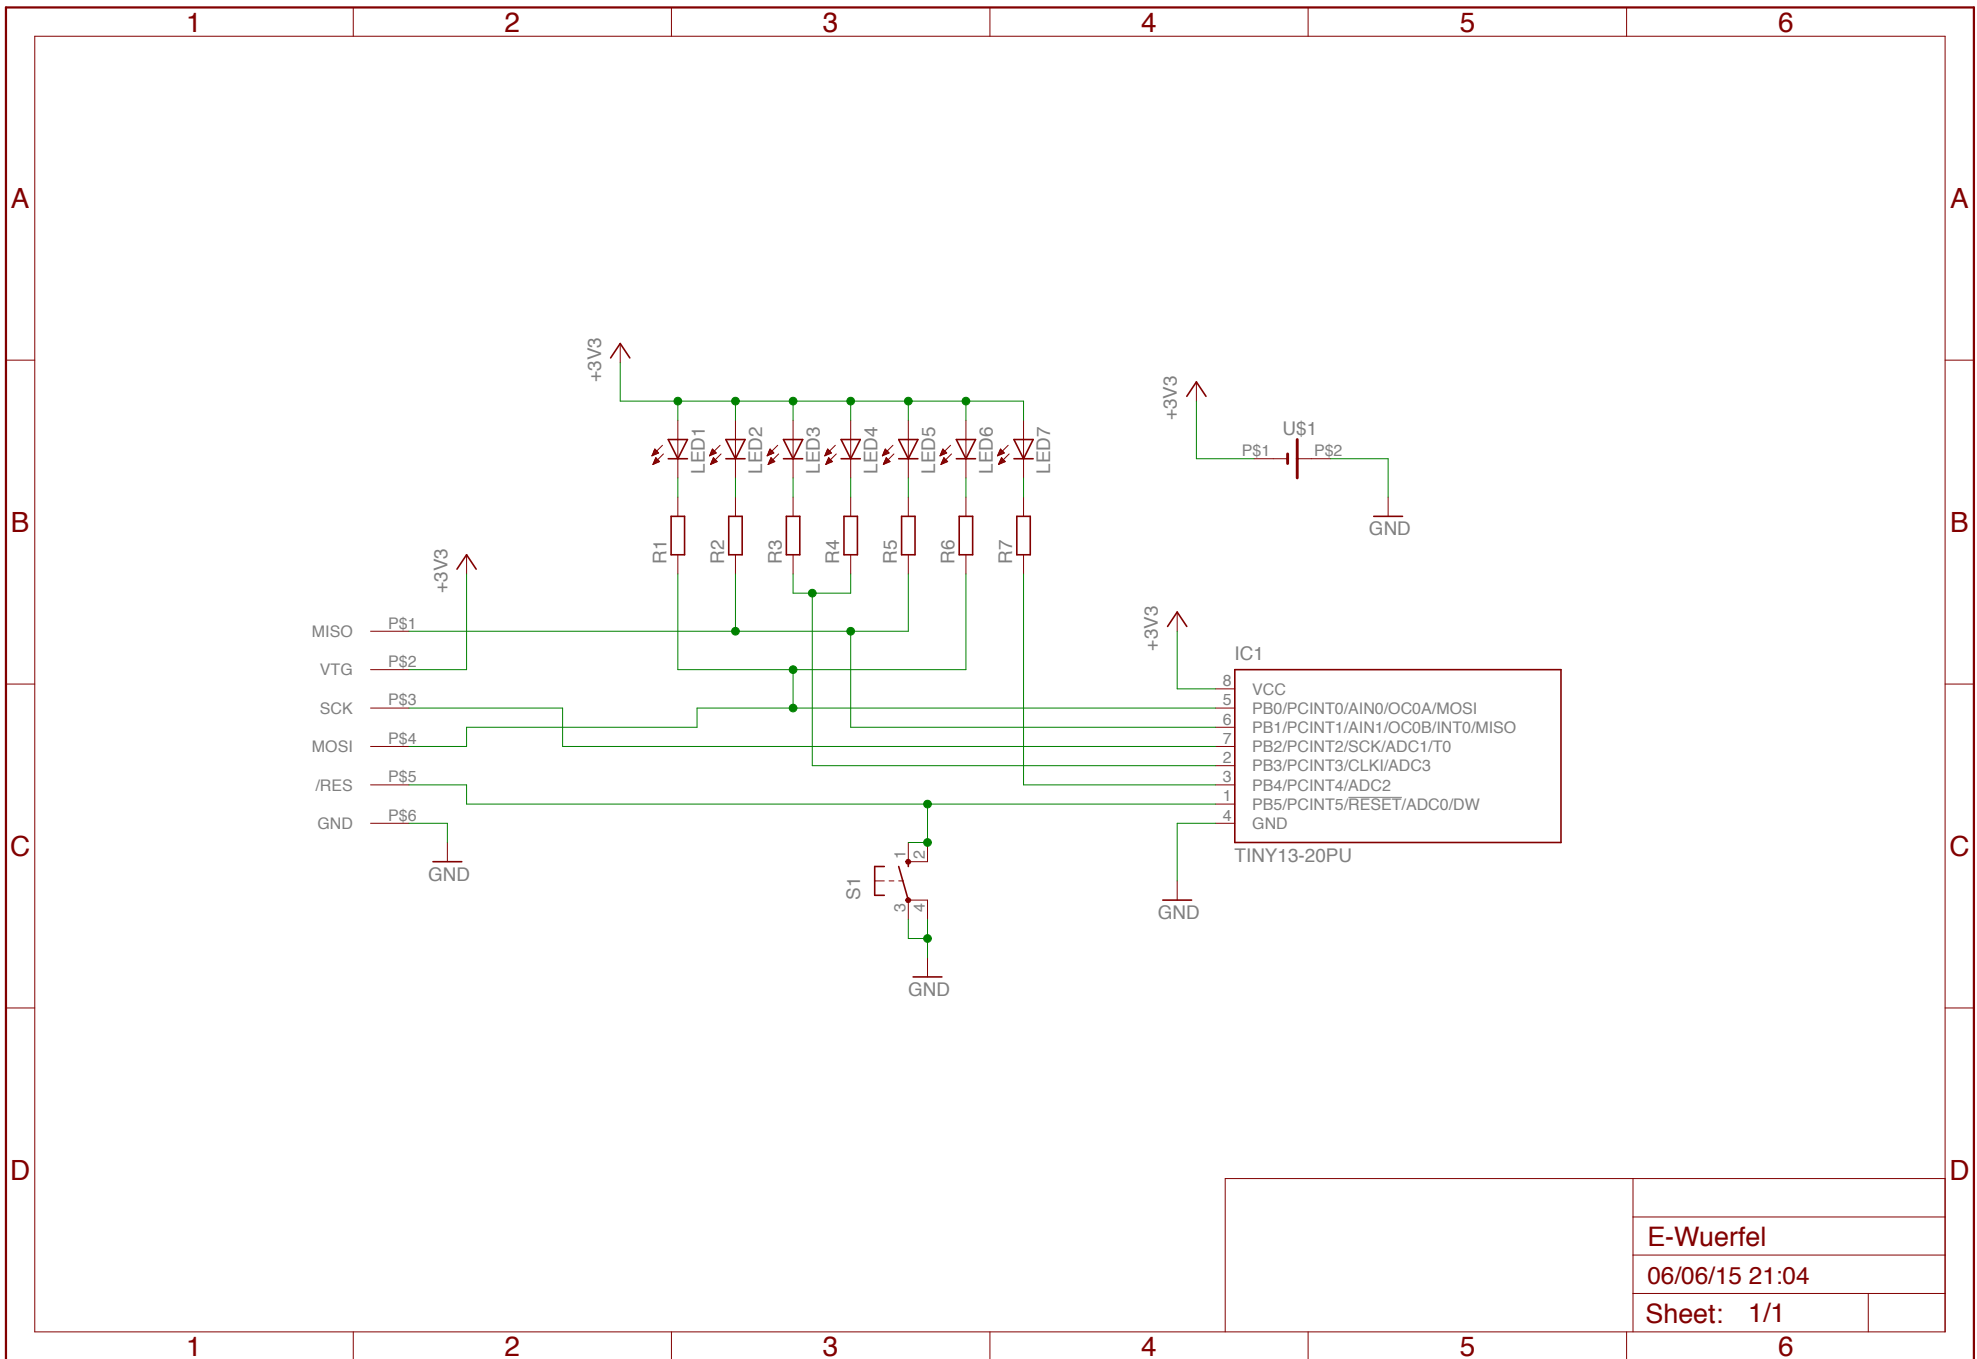 1 2 3 4 5 6
A A
+3V3
+3V3
U$1
P$1 P$2
GND
LED1 LED2 LED3 LED4 LED5 LED6 LED7
B B
R1 R2 R3 R4 R5 R6 R7
+3V3
+3V3
MISO P$1
VTG P$2
SCK P$3
MOSI P$4
/RES P$5
GND P$6
GND
IC1
8 VCC
5 PB0/PCINT0/AIN0/OC0A/MOSI
6 PB1/PCINT1/AIN1/OC0B/INT0/MISO
7 PB2/PCINT2/SCK/ADC1/T0
2 PB3/PCINT3/CLKI/ADC3
3 PB4/PCINT4/ADC2
1 PB5/PCINT5/RESET/ADC0/DW
4 GND
TINY13-20PU
C C
1 2
S1
3 4
GND
GND
D D
E-Wuerfel
06/06/15 21:04
Sheet: 1/1
1 2 3 4 5 6